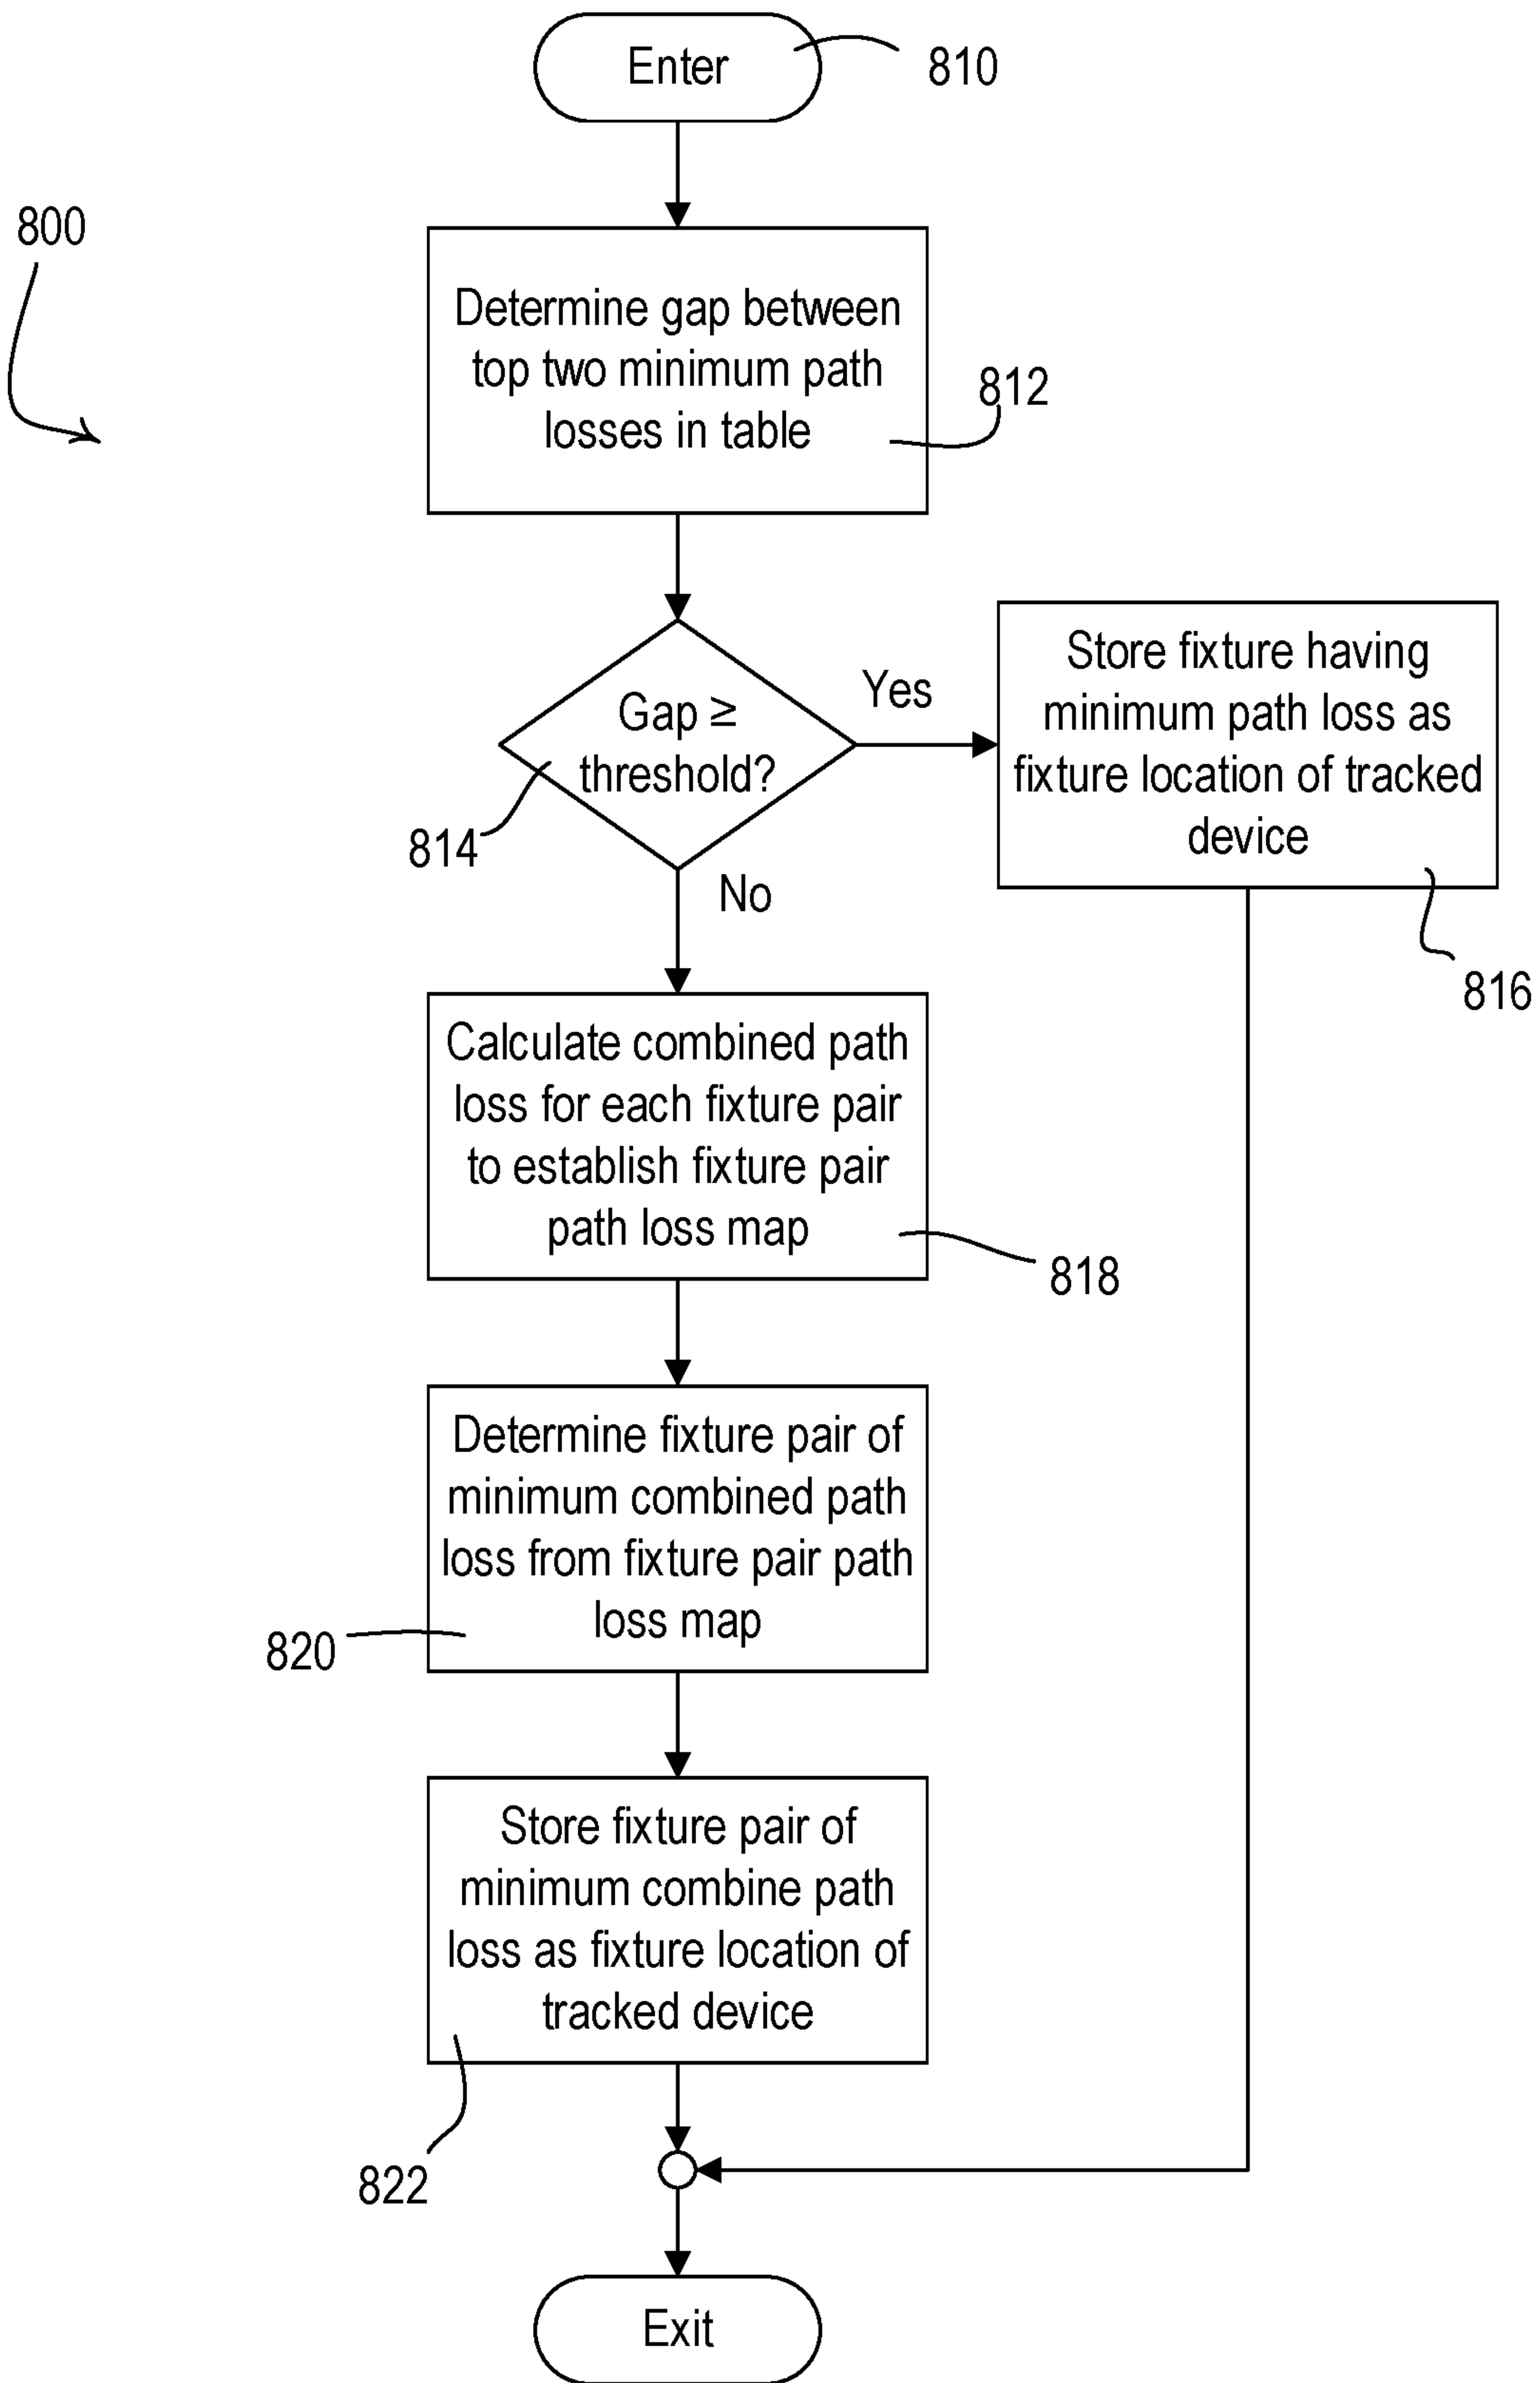 Enter
810
800
Determine gap between
top two minimum path
losses in table
812
Gap ≥
threshold?
Yes
814
No
Store fixture having
minimum path loss as
fixture location of tracked
device
816
Calculate combined path
loss for each fixture pair
to establish fixture pair
path loss map
818
Determine fixture pair of
minimum combined path
loss from fixture pair path
loss map
820
Store fixture pair of
minimum combine path
loss as fixture location of
tracked device
822
Exit